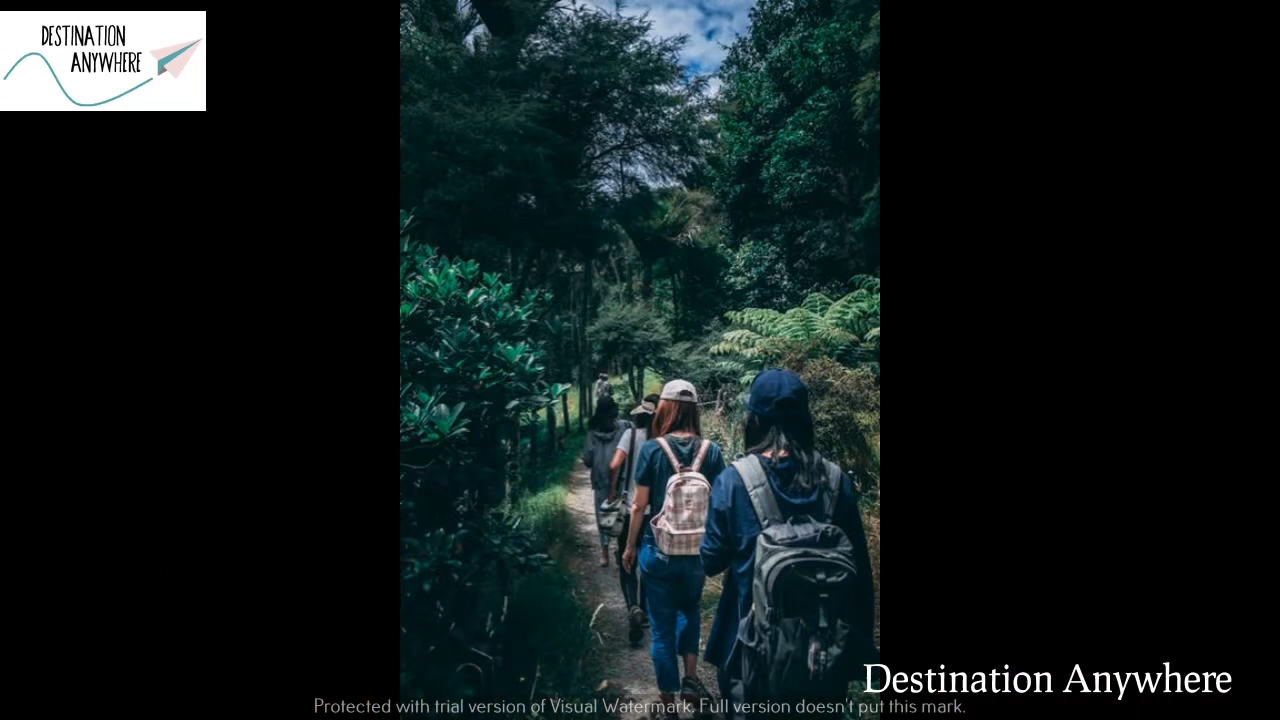 DESTINATION
ANYWHERE
Destination Anywhere
Protected with trial version of Visual Watermark. Full version doesn't put this mark.